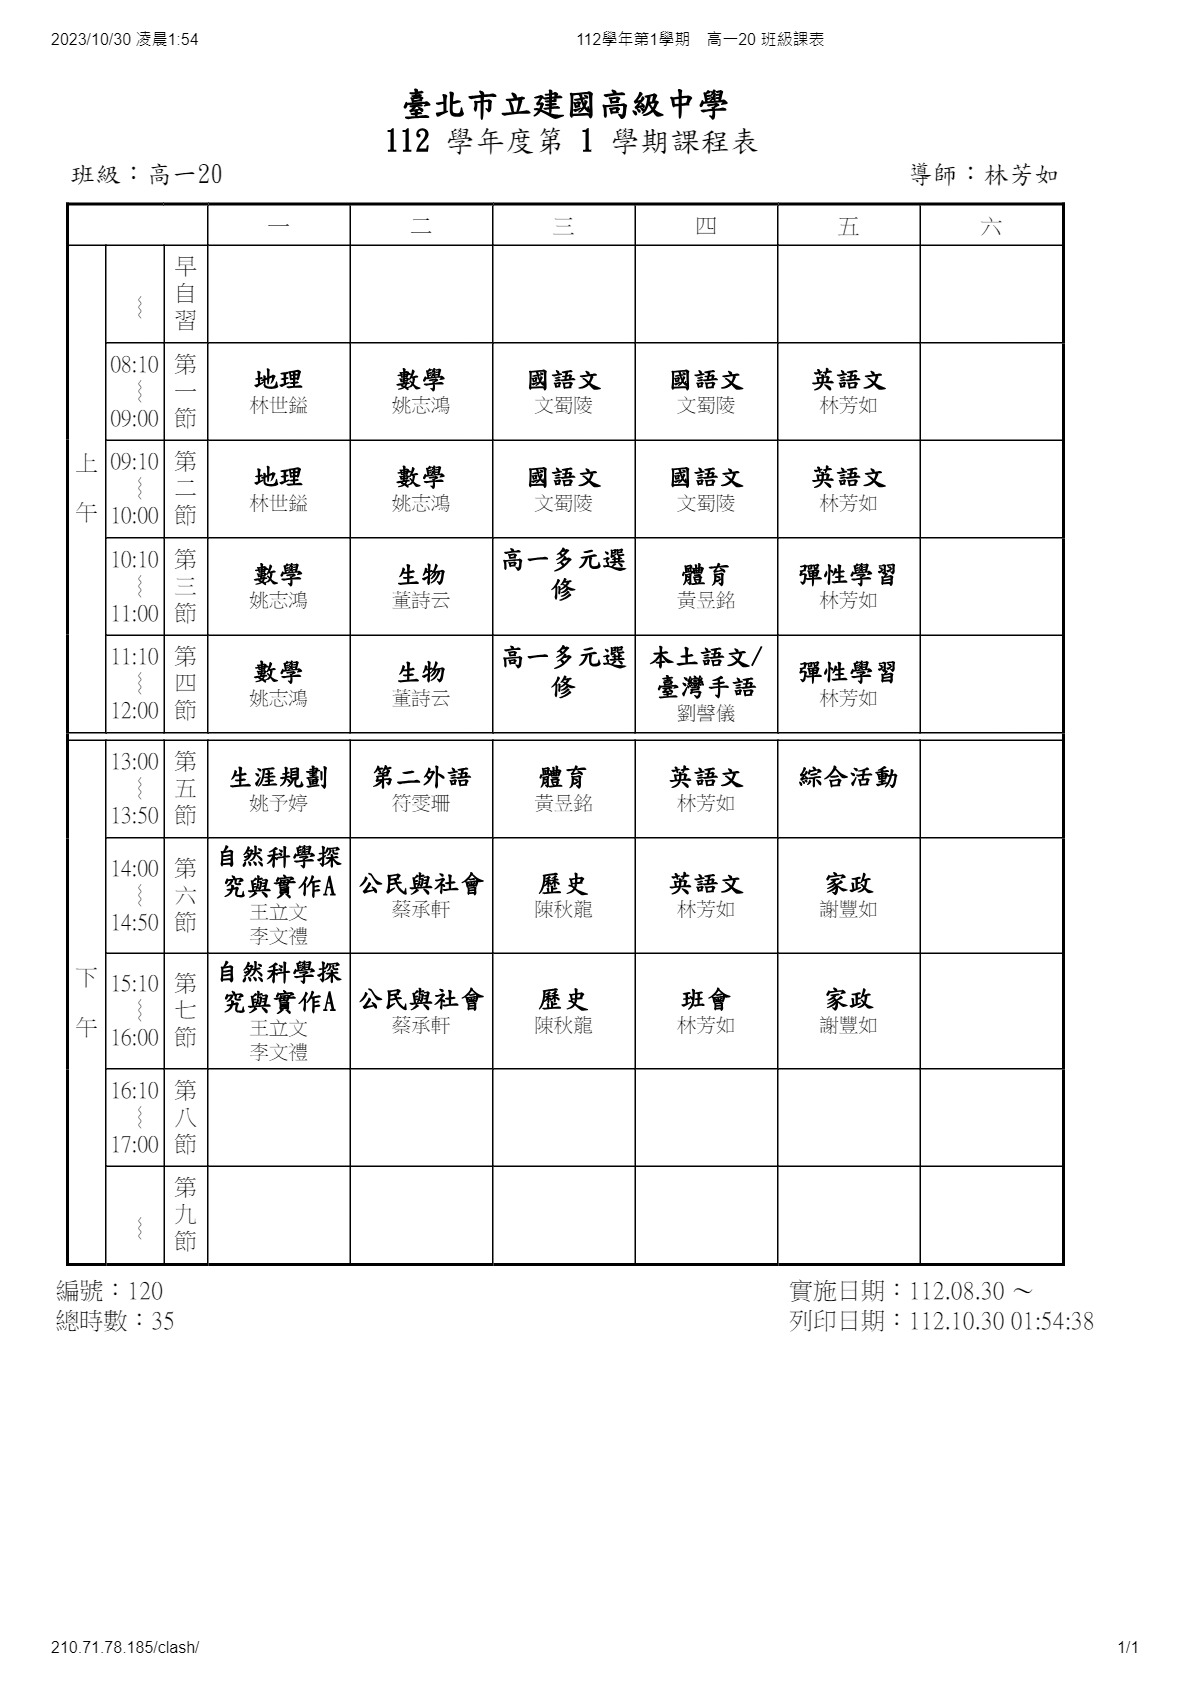 2023/10/30 凌晨1:54
112學年第1學期 高一20 班級課表
臺北市立建國高級中學
112 學年度第 1 學期課程表
班級：高一20
導師：林芳如
一 二 三 四 五 六
上午
～
早自習
08:10
～
09:00
第一節
地理
林世鎰
數學
姚志鴻
國語文
文蜀陵
國語文
文蜀陵
英語文
林芳如
09:10
～
10:00
第二節
地理
林世鎰
數學
姚志鴻
國語文
文蜀陵
國語文
文蜀陵
英語文
林芳如
10:10
～
11:00
第三節
數學
姚志鴻
生物
董詩云
高一多元選
修
體育
黃昱銘
彈性學習
林芳如
11:10
～
12:00
第四節
數學
姚志鴻
生物
董詩云
高一多元選
修
本土語文/
臺灣手語
劉謦儀
彈性學習
林芳如
下午
13:00
～
13:50
第五節
生涯規劃
姚予婷
第二外語
符雯珊
體育
黃昱銘
英語文
林芳如
綜合活動
14:00
～
14:50
第六節
自然科學探
究與實作A
王立文
李文禮
公民與社會
蔡承軒
歷史
陳秋龍
英語文
林芳如
家政
謝豐如
15:10
～
16:00
第七節
自然科學探
究與實作A
王立文
李文禮
公民與社會
蔡承軒
歷史
陳秋龍
班會
林芳如
家政
謝豐如
16:10
～
17:00
第八節
～
第九節
編號：120
實施日期：112.08.30 ～
總時數：35
列印日期：112.10.30 01:54:38
210.71.78.185/clash/
1/1